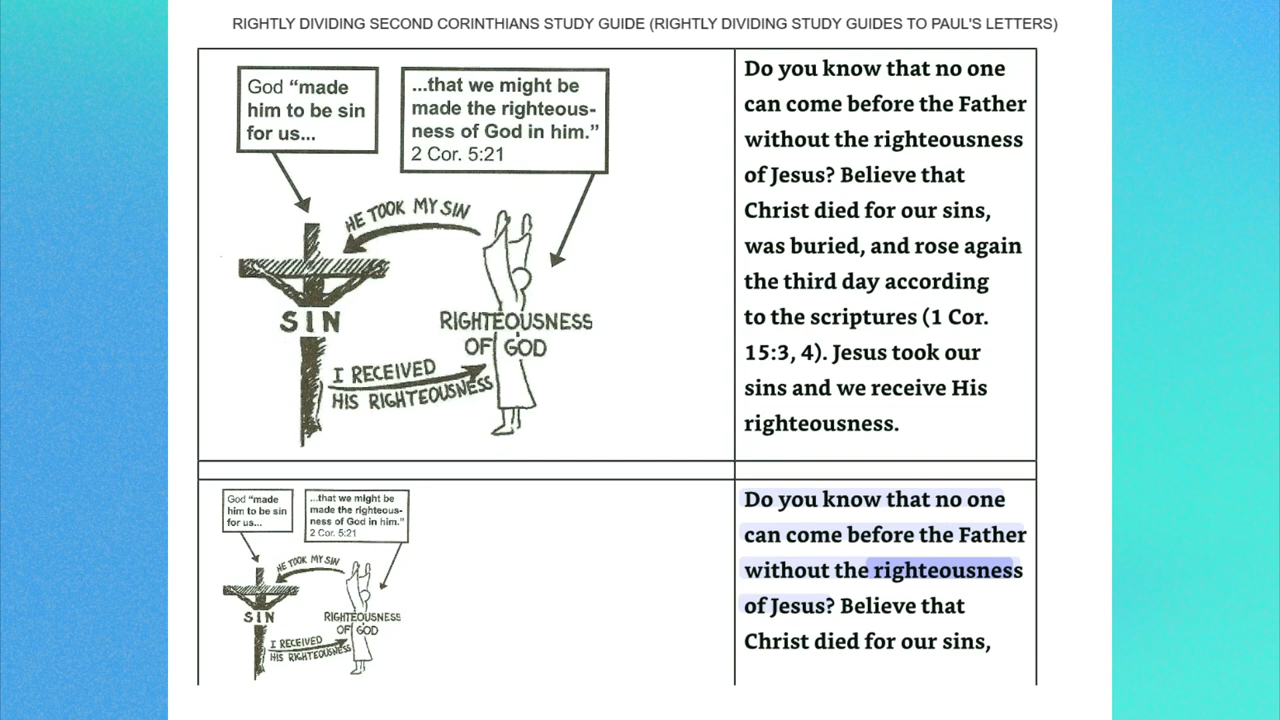 RIGHTLY DIVIDING SECOND CORINTHIANS STUDY GUIDE (RIGHTLY DIVIDING STUDY GUIDES TO PAUL'S LETTERS)
God “made
him to be sin
for us...
...that we might be
made the righteous-
ness of God in him.”
2 Cor. 5:21
HE TOOK MY SIN
SIN
RIGHTEOUSNESS
OF GOD
I RECEIVED
HIS RIGHTEOUSNESS
Do you know that no one
can come before the Father
without the righteousness
of Jesus? Believe that
Christ died for our sins,
was buried, and rose again
the third day according
to the scriptures (1 Cor.
15:3, 4). Jesus took our
sins and we receive His
righteousness.
God “made
him to be sin
for us...
...that we might be
made the righteous-
ness of God in him.”
2 Cor. 5:21
HE TOOK MY SIN
SIN
RIGHTEOUSNESS
OF GOD
I RECEIVED
HIS RIGHTEOUSNESS
Do you know that no one
can come before the Father
without the righteousness
of Jesus? Believe that
Christ died for our sins,